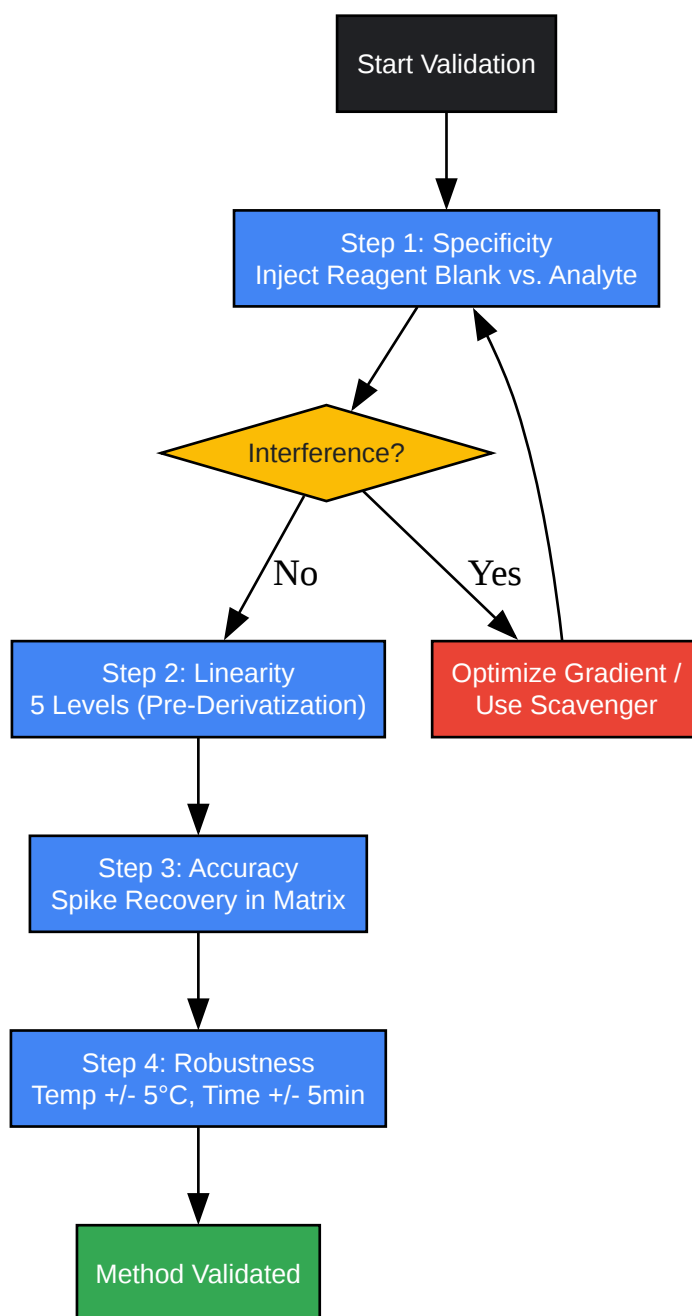 Start Validation
Step 1: Specificity
Inject Reagent Blank vs. Analyte
Interference?
No
Yes
Step 2: Linearity
5 Levels (Pre-Derivatization)
Optimize Gradient /
Use Scavenger
Step 3: Accuracy
Spike Recovery in Matrix
Step 4: Robustness
Temp +/- 5°C, Time +/- 5min
Method Validated